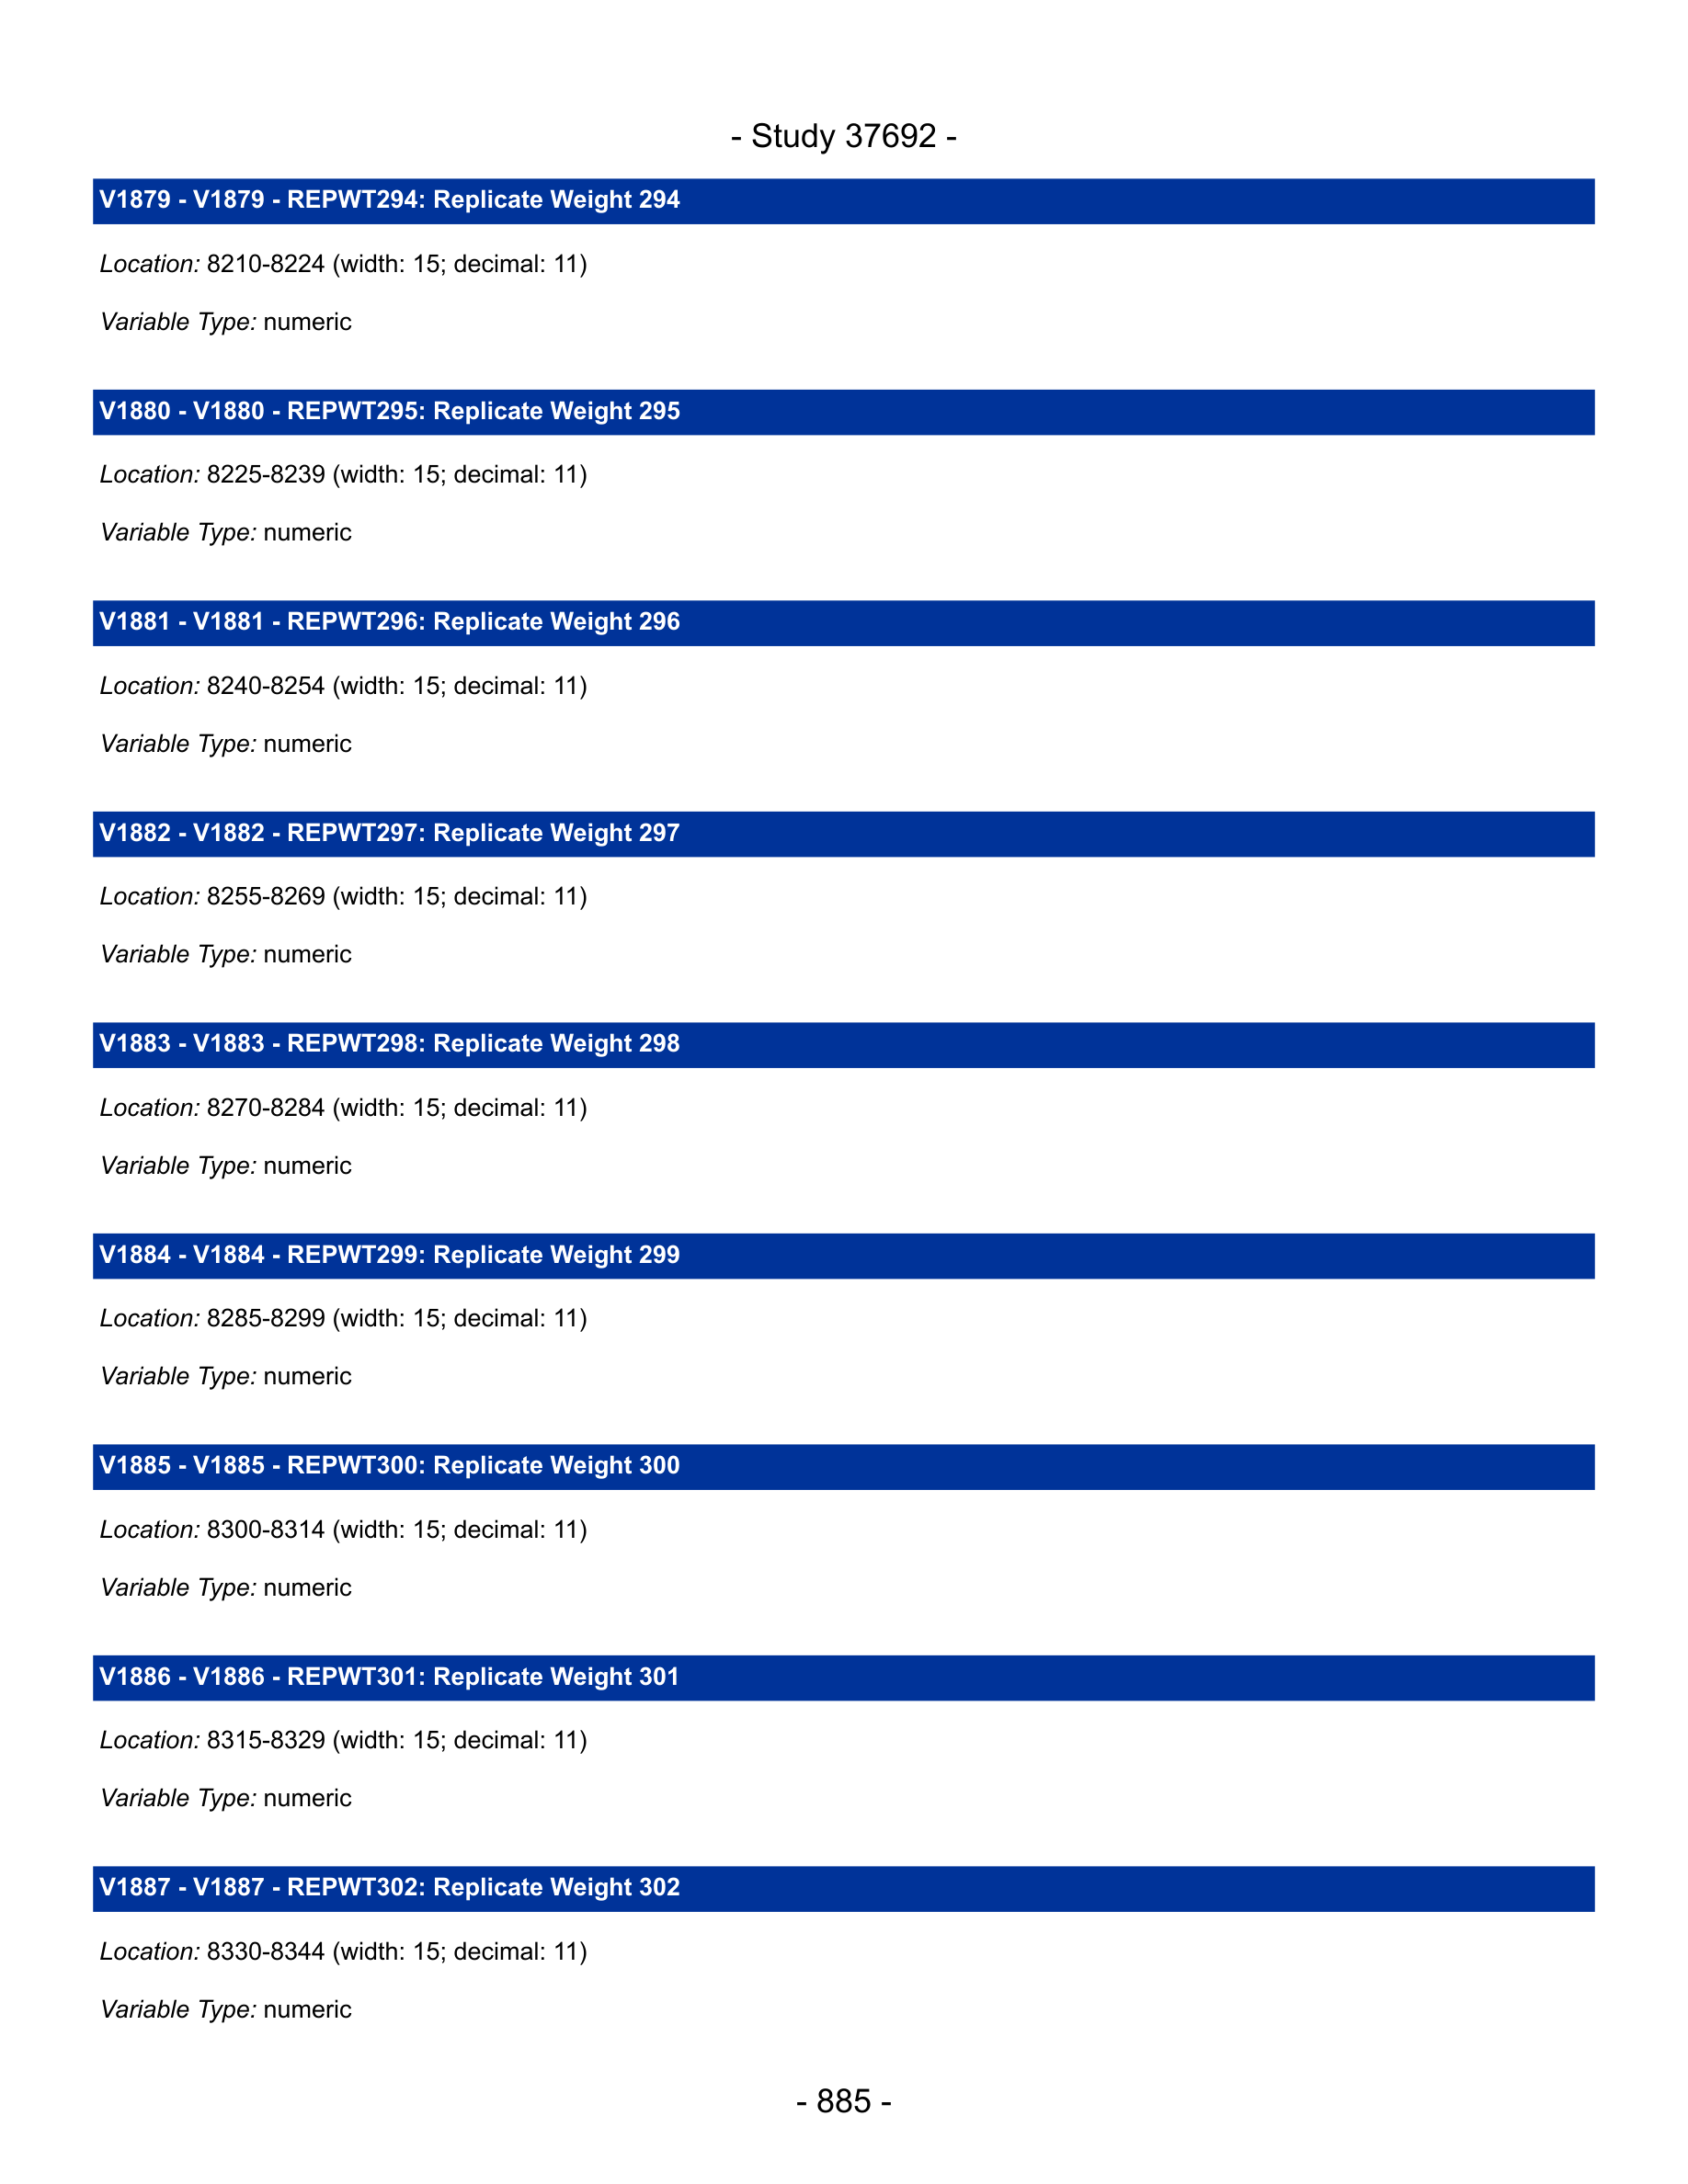 - Study 37692 -
V1879 - V1879 - REPWT294: Replicate Weight 294
Location: 8210-8224 (width: 15; decimal: 11)
Variable Type: numeric
V1880 - V1880 - REPWT295: Replicate Weight 295
Location: 8225-8239 (width: 15; decimal: 11)
Variable Type: numeric
V1881 - V1881 - REPWT296: Replicate Weight 296
Location: 8240-8254 (width: 15; decimal: 11)
Variable Type: numeric
V1882 - V1882 - REPWT297: Replicate Weight 297
Location: 8255-8269 (width: 15; decimal: 11)
Variable Type: numeric
V1883 - V1883 - REPWT298: Replicate Weight 298
Location: 8270-8284 (width: 15; decimal: 11)
Variable Type: numeric
V1884 - V1884 - REPWT299: Replicate Weight 299
Location: 8285-8299 (width: 15; decimal: 11)
Variable Type: numeric
V1885 - V1885 - REPWT300: Replicate Weight 300
Location: 8300-8314 (width: 15; decimal: 11)
Variable Type: numeric
V1886 - V1886 - REPWT301: Replicate Weight 301
Location: 8315-8329 (width: 15; decimal: 11)
Variable Type: numeric
V1887 - V1887 - REPWT302: Replicate Weight 302
Location: 8330-8344 (width: 15; decimal: 11)
Variable Type: numeric
- 885 -